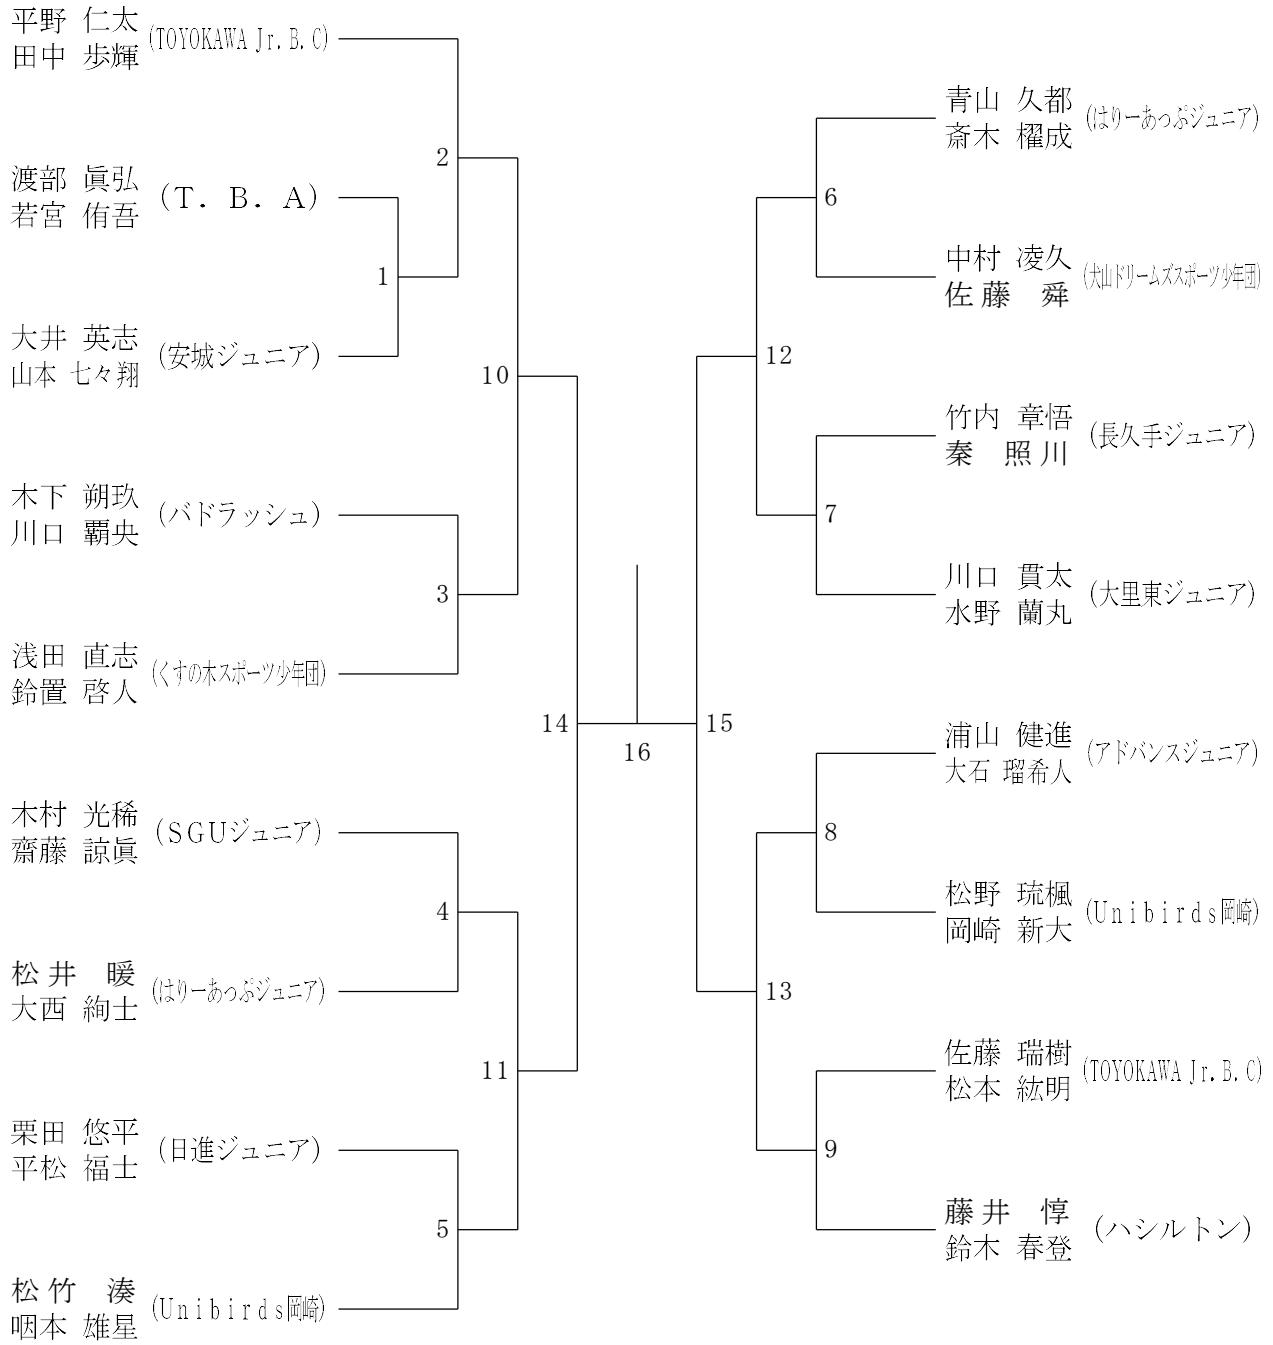 平野 仁太
田中 歩輝
(TOYOKAWA Jr.B.C)
2
渡部 眞弘
若宮 侑吾
(Ｔ．Ｂ．Ａ)
1
大井 英志
山本 七々翔
(安城ジュニア)
10
木下 朔玖
川口 覇央
(バドラッシュ)
3
浅田 直志
鈴置 啓人
(くすの木スポーツ少年団)
14
木村 光稀
齋藤 諒眞
(ＳＧＵジュニア)
4
松井 暖
大西 絢士
(はりーあっぷジュニア)
11
栗田 悠平
平松 福士
(日進ジュニア)
5
松竹 湊
咽本 雄星
(Ｕｎｉｂｉｒｄｓ岡崎)
16
青山 久都
斎木 櫂成
(はりーあっぷジュニア)
6
中村 凌久
佐藤 舜
(犬山ドリームズスポーツ少年団)
12
竹内 章悟
秦 照川
(長久手ジュニア)
7
川口 貫太
水野 蘭丸
(大里東ジュニア)
15
浦山 健進
大石 瑠希人
(アドバンスジュニア)
8
松野 琉楓
岡崎 新大
(Ｕｎｉｂｉｒｄｓ岡崎)
13
佐藤 瑞樹
松本 紘明
(TOYOKAWA Jr.B.C)
9
藤井 惇
鈴木 春登
(ハシルトン)